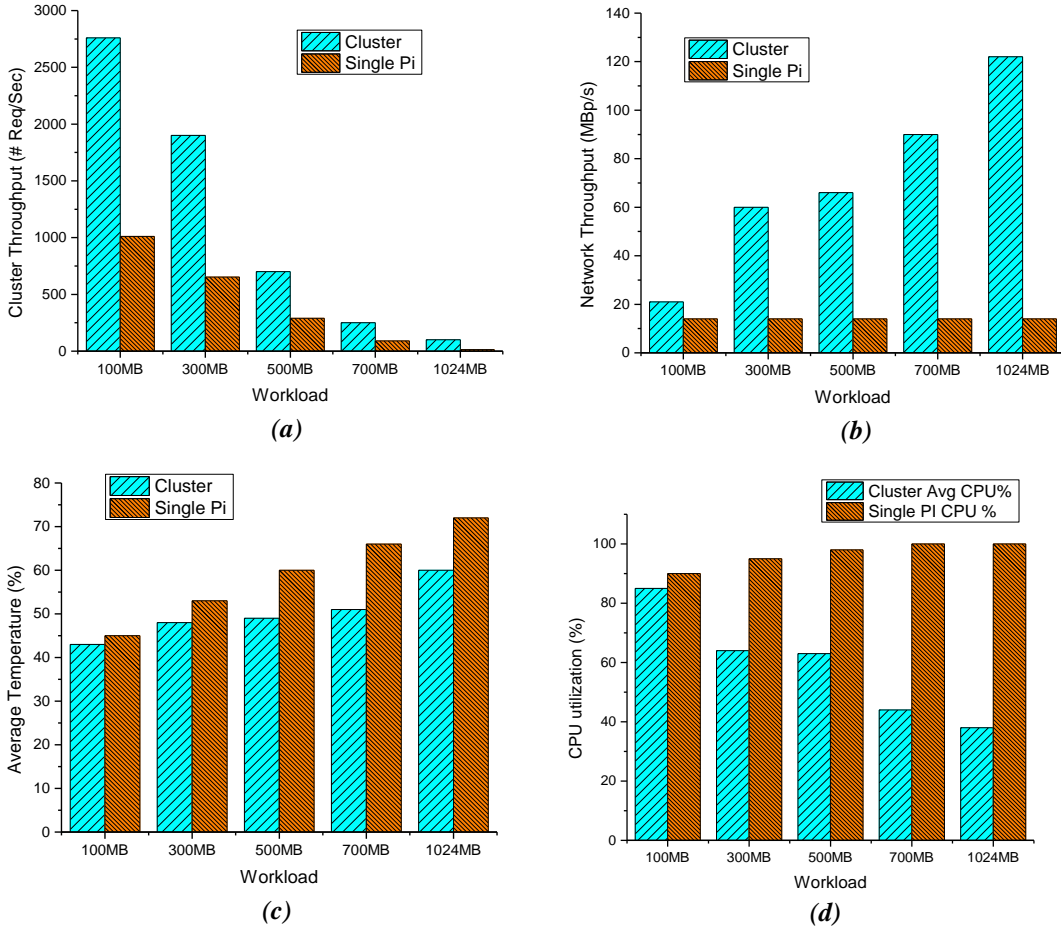 3000
2500
2000
1500
1000
500
0
Cluster Throughput (# Req/Sec)
Cluster
Single Pi
100MB 300MB 500MB 700MB 1024MB
Workload
(a)
140
120
100
80
60
40
20
0
Network Throughput (MBp/s)
Cluster
Single Pi
100MB 300MB 500MB 700MB 1024MB
Workload
(b)
80
70
60
50
40
30
20
10
0
Average Temperature (%)
Cluster
Single Pi
100MB 300MB 500MB 700MB 1024MB
Workload
(c)
100
80
60
40
20
0
CPU utilization (%)
Cluster Avg CPU%
Single PI CPU %
100MB 300MB 500MB 700MB 1024MB
Workload
(d)